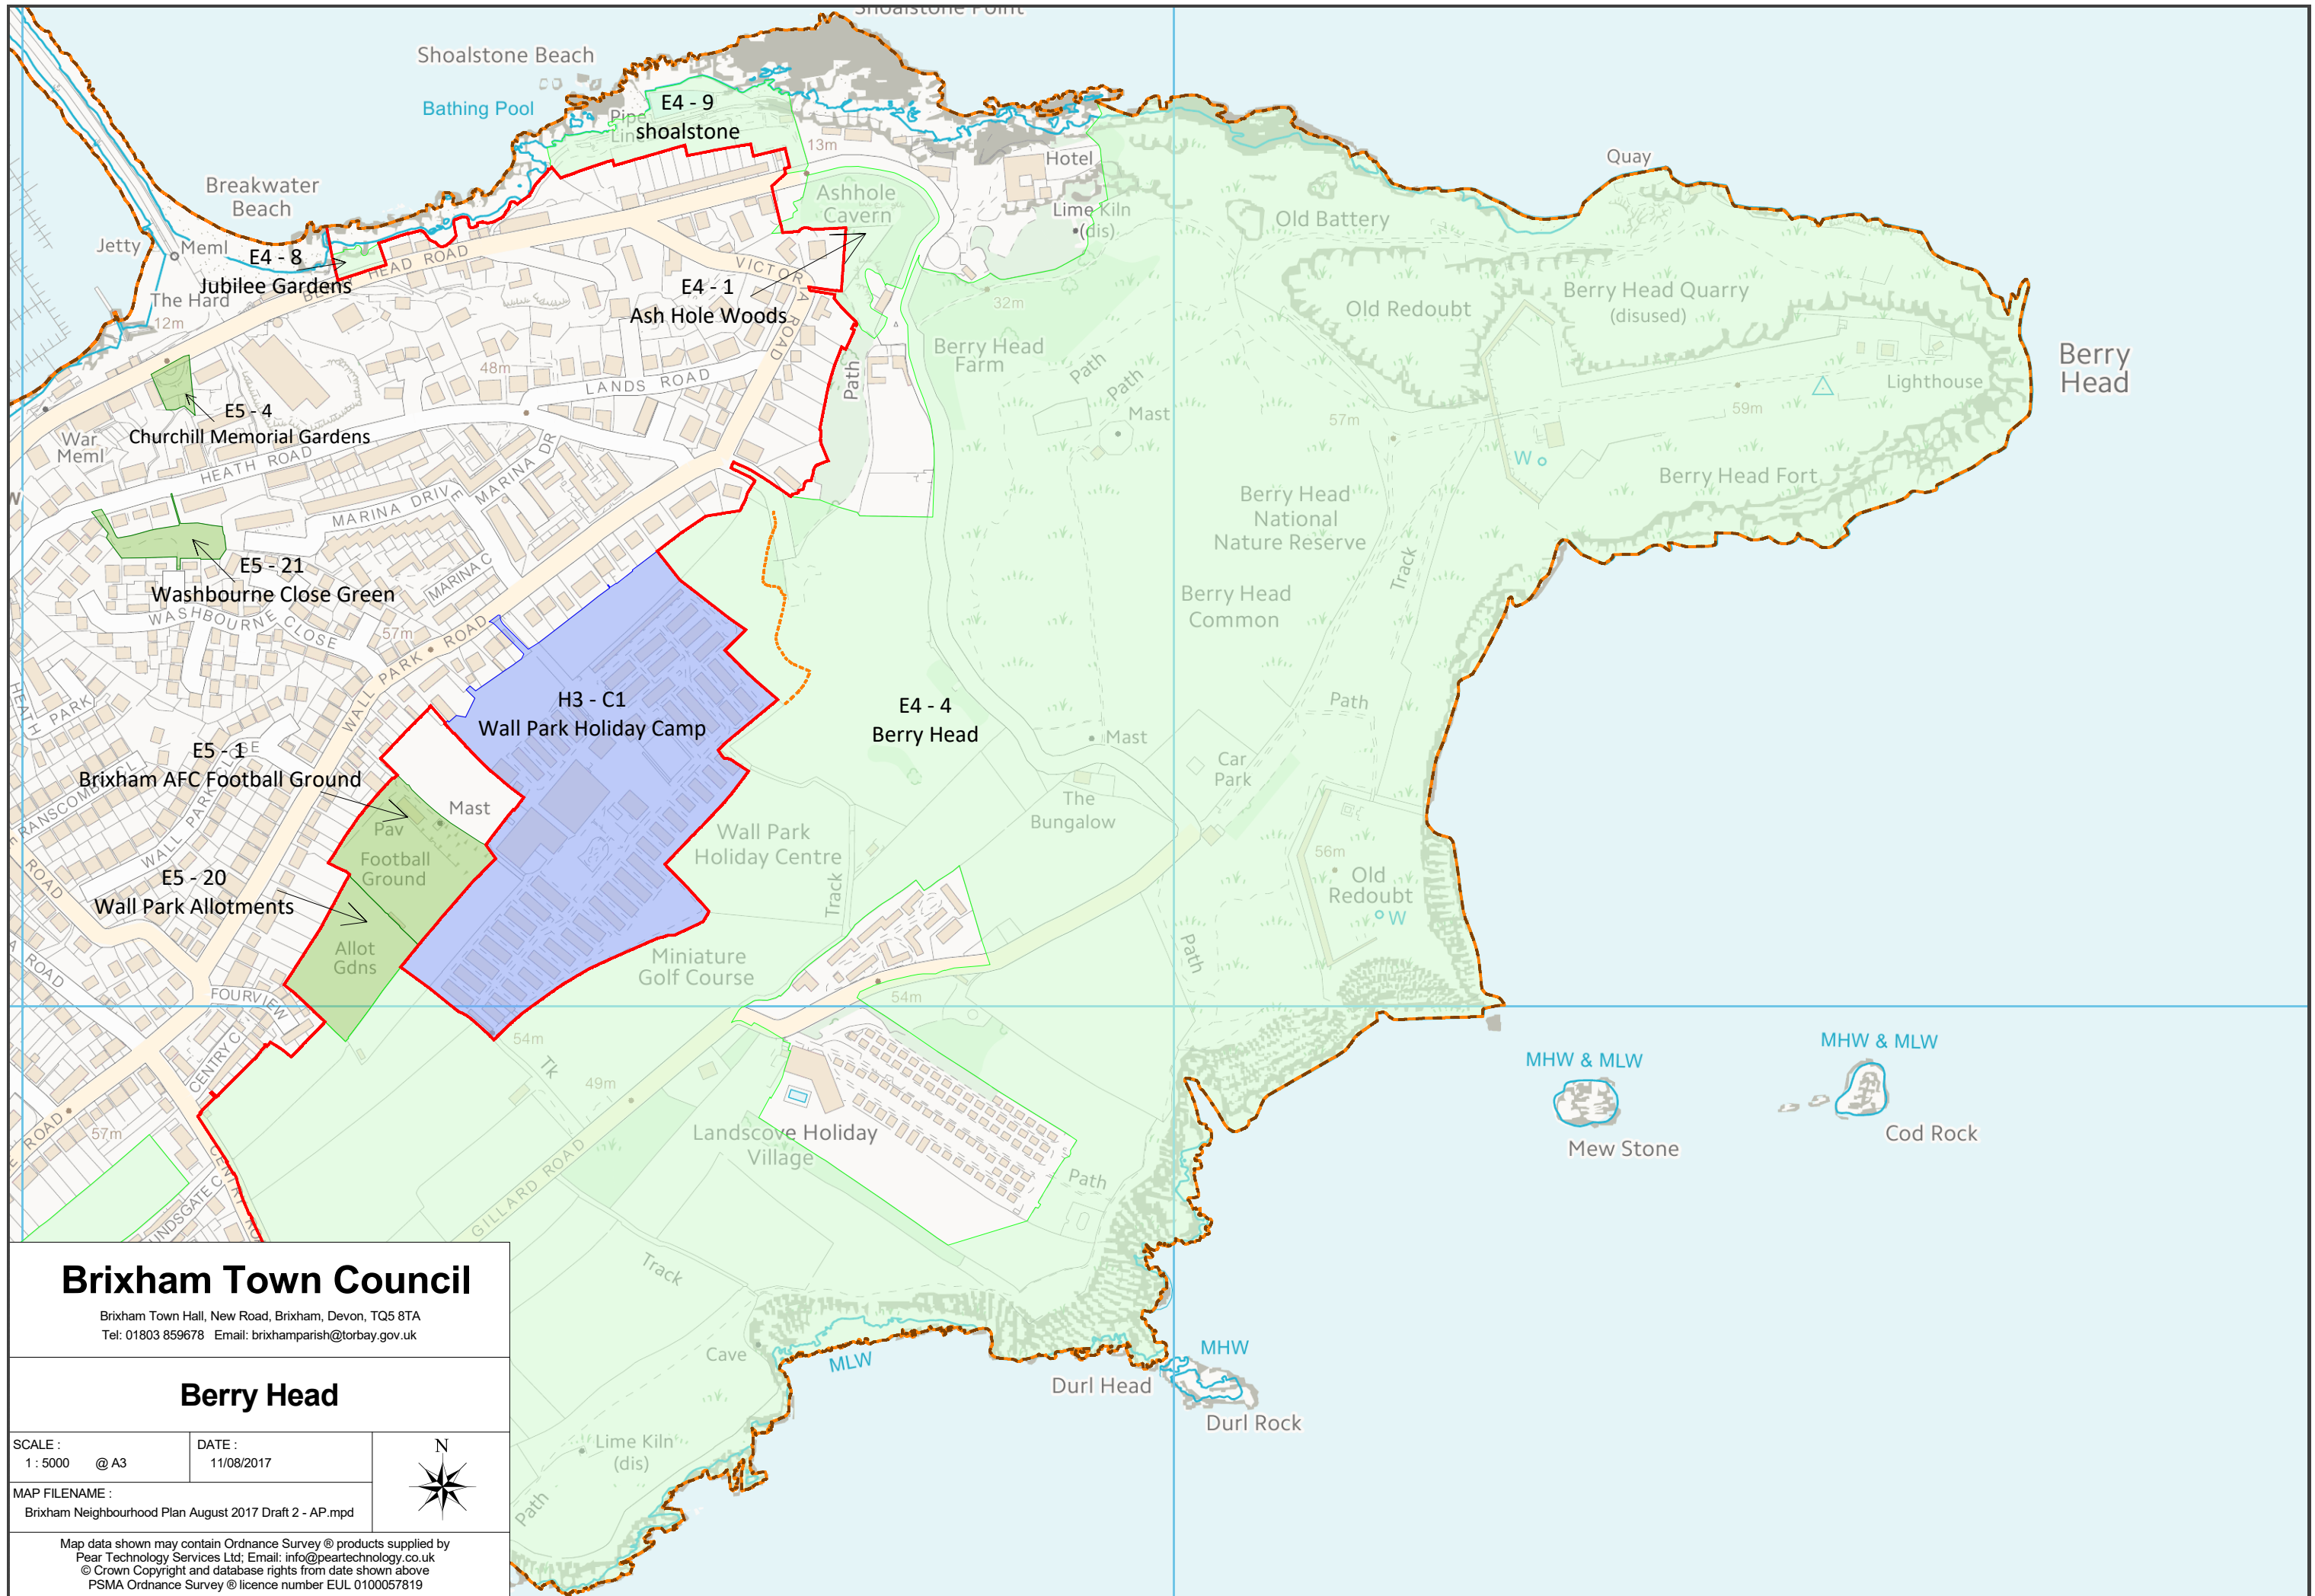 Shoalstone Point
Shoalstone Beach
Bathing Pool
E4 - 9
shoalstone
Pipe
Line
13m
Hotel
Quay
Breakwater
Beach
Ashhole
Cavern
Lime Kiln
(dis)
Old Battery
Jetty
Meml
E4 - 8
Jubilee Gardens
HEAD ROAD
VICTORIA ROAD
E4 - 1
Ash Hole Woods
The Hard
12m
32m
Old Redoubt
Berry Head Quarry
(disused)
Berry Head
Farm
Path
Path
Path
Berry
Head
Lighthouse
48m
LANDS ROAD
59m
57m
Mast
E5 - 4
Churchill Memorial Gardens
War
Meml
HEATH ROAD
W
Berry Head Fort
MARINA DRIVE
MARINA DR
Berry Head
National
Nature Reserve
E5 - 21
Washbourne Close Green
MARINA C
WASHBOURNE CLOSE
57m
Track
Berry Head
Common
WALL PARK ROAD
HEATH PARK
H3 - C1
Wall Park Holiday Camp
E4 - 4
Berry Head
Path
Mast
E5 - 1
Brixham AFC Football Ground
Car
Park
RANSCOMBE CL
WALL PARK CLOSE
Mast
Pav
The
Bungalow
Wall Park
Holiday Centre
Football
Ground
56m
Old
Redoubt
W
E5 - 20
Wall Park Allotments
Track
ROAD
Allot
Gdns
Miniature
Golf Course
Path
ROAD
FOURVIEW
54m
54m
CENTRY C
Tk
49m
MHW & MLW
MHW & MLW
Mew Stone
Cod Rock
E ROAD
57m
Landscove Holiday
Village
Path
GILLARD ROAD
UNDSGATE C
Track
Brixham Town Council
Brixham Town Hall, New Road, Brixham, Devon, TQ5 8TA
Tel: 01803 859678 Email: brixhamparish@torbay.gov.uk
Cave
MLW
MHW
Durl Head
Durl Rock
Berry Head
SCALE :
1 : 5000 @ A3
DATE :
11/08/2017
N
Lime Kiln
(dis)
MAP FILENAME :
Brixham Neighbourhood Plan August 2017 Draft 2 - AP.mpd
Path
Map data shown may contain Ordnance Survey ® products supplied by
Pear Technology Services Ltd; Email: info@peartechnology.co.uk
© Crown Copyright and database rights from date shown above
PSMA Ordnance Survey ® licence number EUL 0100057819